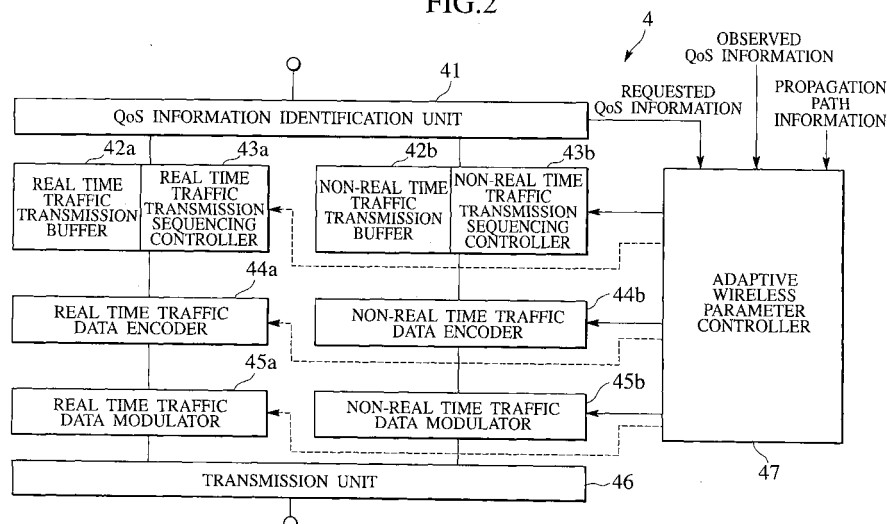 FIG.2
4
OBSERVED
QoS INFORMATION
REQUESTED
QoS INFORMATION
PROPAGATION
PATH
INFORMATION
41
QoS INFORMATION IDENTIFICATION UNIT
42a
43a
42b
43b
REAL TIME
TRAFFIC
TRANSMISSION
BUFFER
REAL TIME
TRAFFIC
TRANSMISSION
SEQUENCING
CONTROLLER
NON-REAL TIME
TRAFFIC
TRANSMISSION
BUFFER
NON-REAL TIME
TRAFFIC
TRANSMISSION
SEQUENCING
CONTROLLER
ADAPTIVE
WIRELESS
PARAMETER
CONTROLLER
44a
44b
REAL TIME TRAFFIC
DATA ENCODER
NON-REAL TIME TRAFFIC
DATA ENCODER
45a
45b
REAL TIME TRAFFIC
DATA MODULATOR
NON-REAL TIME TRAFFIC
DATA MODULATOR
47
TRANSMISSION UNIT
46